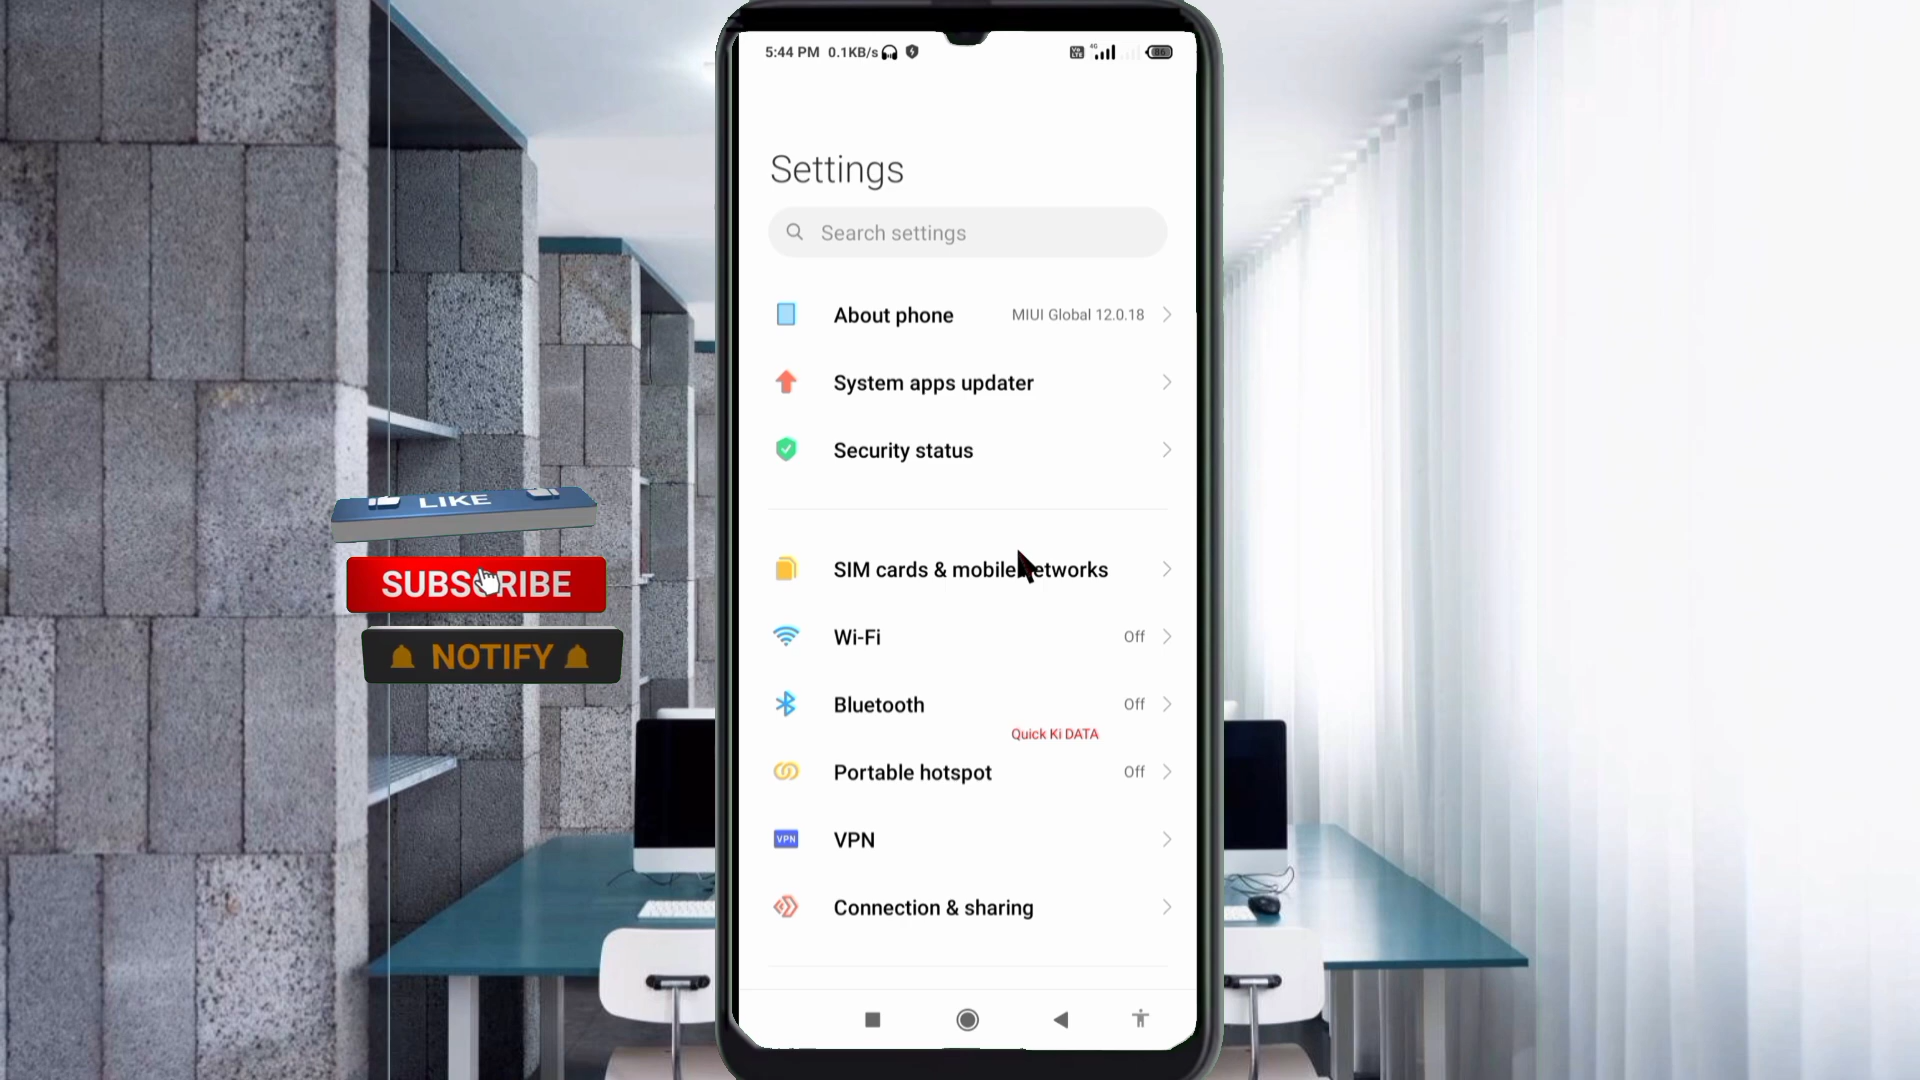 5:44 PM 0.1KB/s
4G
86
Settings
Search settings
About phone
MIUI Global 12.0.18
System apps updater
Security status
LIKE
SIM cards & mobile networks
SUBSCRIBE
Wi-Fi
Off
NOTIFY
Bluetooth
Off
Quick Ki DATA
Portable hotspot
Off
VPN
VPN
Connection & sharing